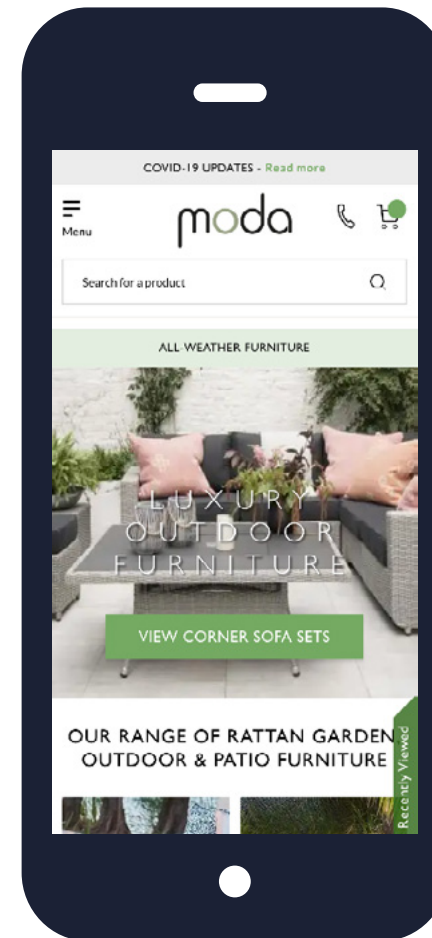 COVID-19 UPDATES - Read more
Menu
moda
Search for a product
ALL-WEATHER FURNITURE
LUXURY
OUTDOOR
FURNITURE
VIEW CORNER SOFA SETS
OUR RANGE OF RATTAN GARDEN
OUTDOOR & PATIO FURNITURE
Recently Viewed